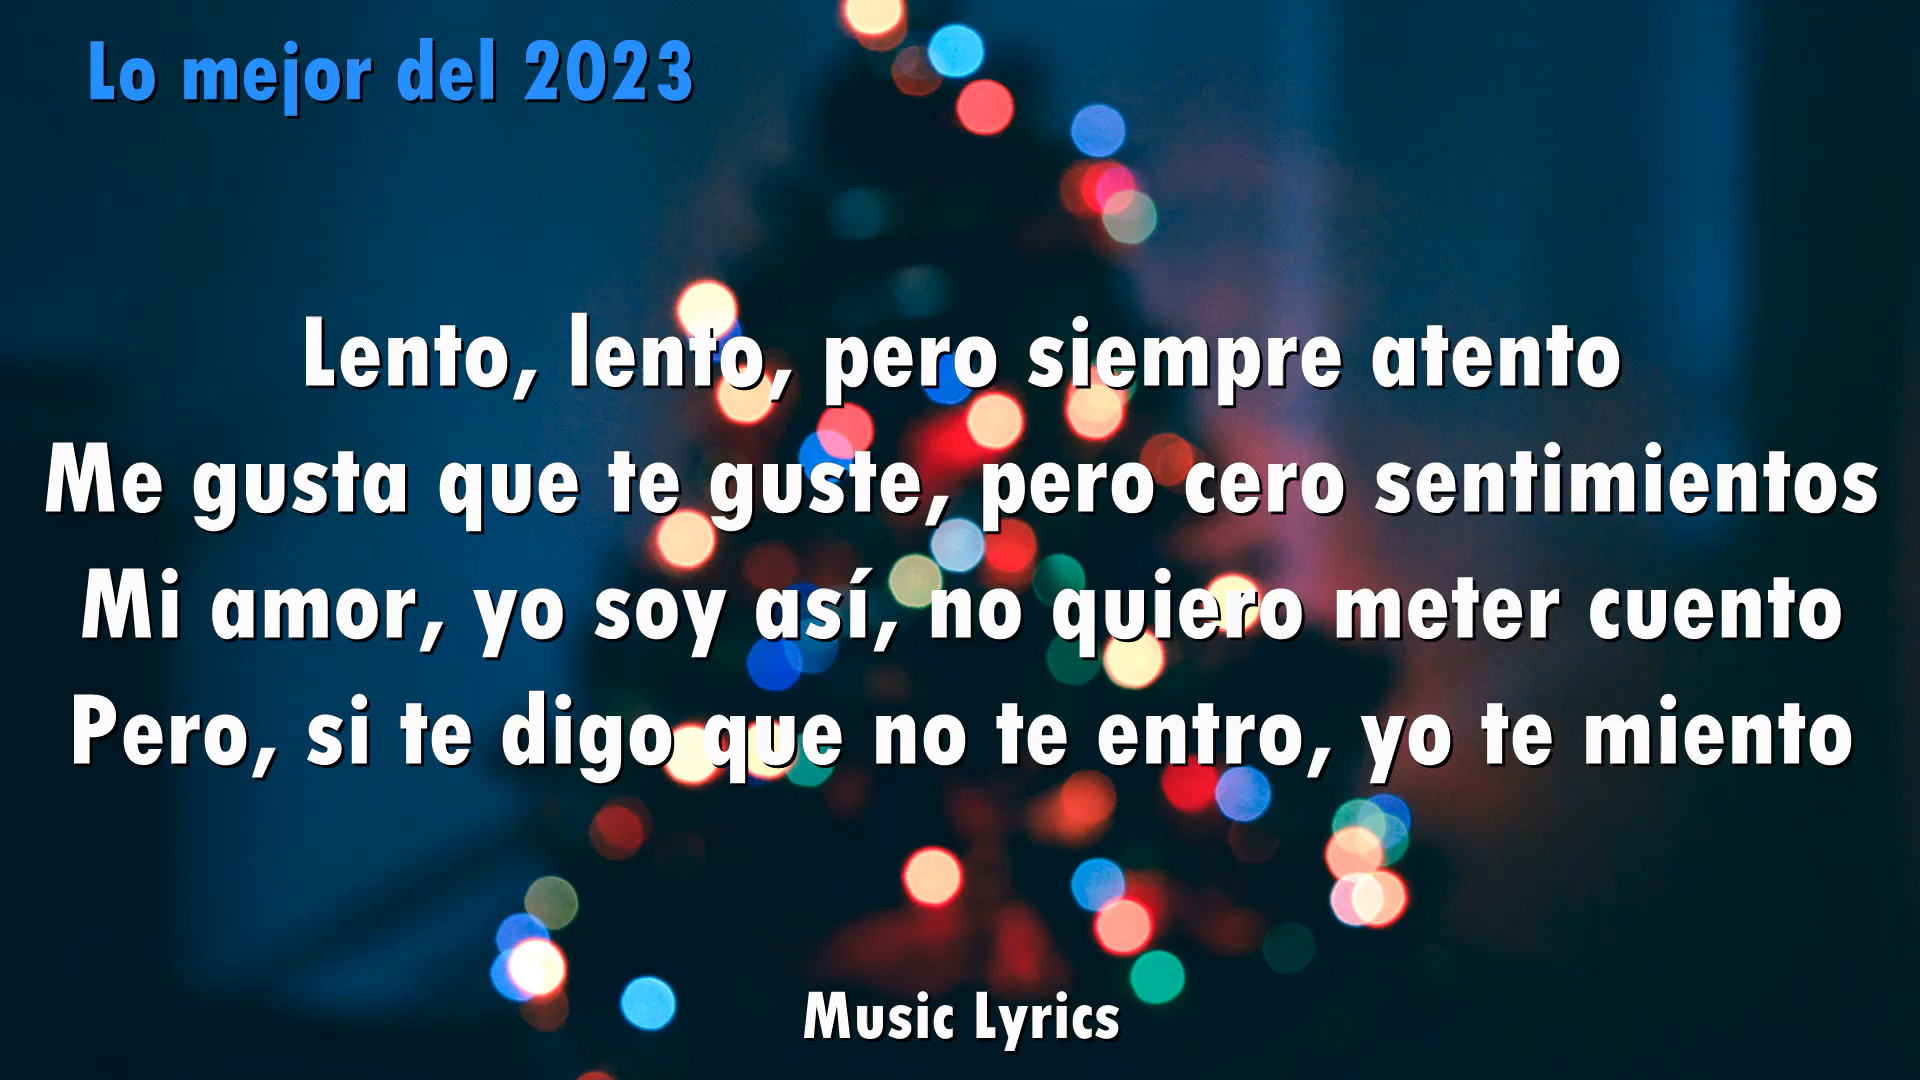 Lo mejor del 2023
Lento, lento, pero siempre atento
Me gusta que te guste, pero cero sentimientos
Mi amor, yo soy así, no quiero meter cuento
Pero, si te digo que no te entro, yo te miento
Music Lyrics